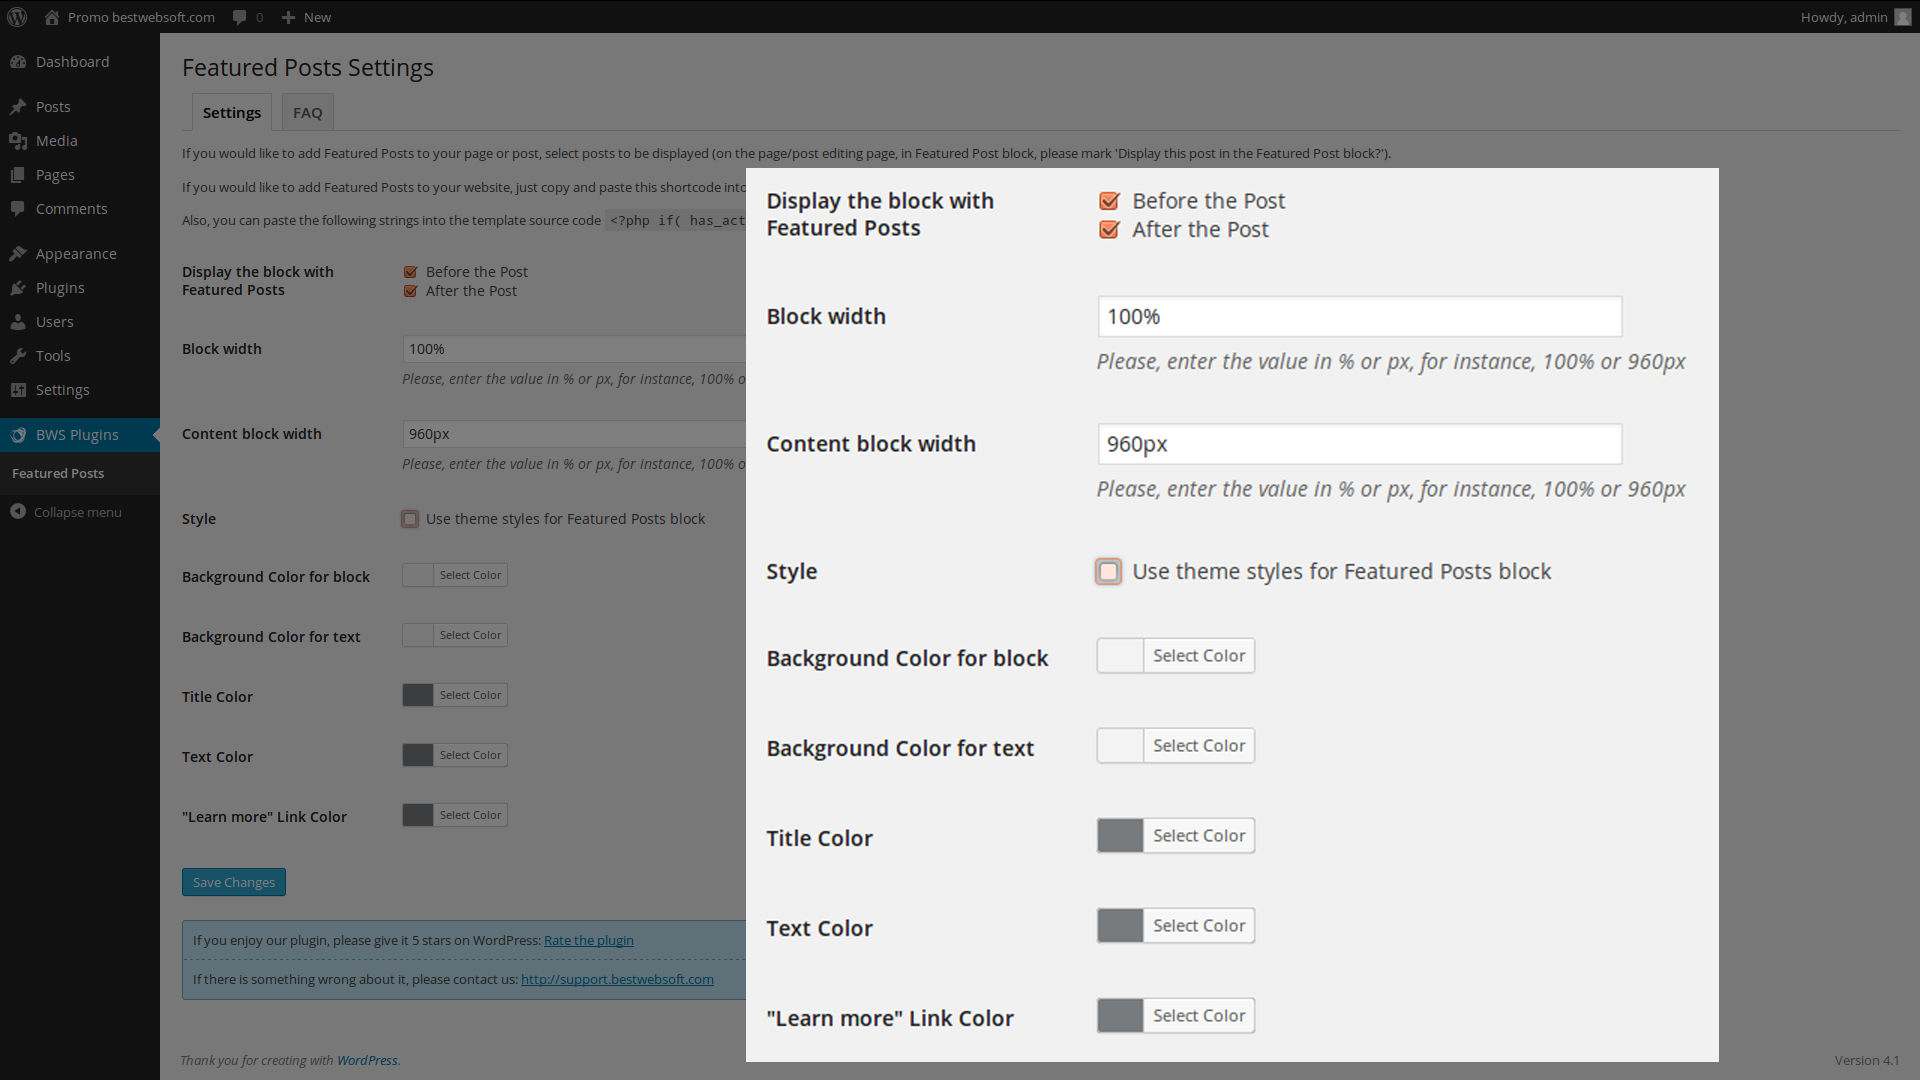 Promo bestwebsoft.com 0 New Howdy, admin
Dashboard
Posts
Media
Pages
Comments
Appearance
Plugins
Users
Tools
Settings
BWS Plugins
Featured Posts
Collapse menu
Featured Posts Settings
Settings FAQ
If you would like to add Featured Posts to your page or post, select posts to be displayed (on the page/post editing page, in Featured Post block, please mark 'Display this post in the Featured Post block?').
If you would like to add Featured Posts to your website, just copy and paste this shortcode into
Also, you can paste the following strings into the template source code <?php if( has_act
Display the block with
Featured Posts
Before the Post
After the Post
Block width 100%
Please, enter the value in % or px, for instance, 100% o
Content block width 960px
Please, enter the value in % or px, for instance, 100% o
Style Use theme styles for Featured Posts block
Background Color for block Select Color
Background Color for text Select Color
Title Color Select Color
Text Color Select Color
"Learn more" Link Color Select Color
Save Changes
If you enjoy our plugin, please give it 5 stars on WordPress: Rate the plugin
If there is something wrong about it, please contact us: http://support.bestwebsoft.com
Thank you for creating with WordPress.
Version 4.1
Display the block with
Featured Posts
Before the Post
After the Post
Block width 100%
Please, enter the value in % or px, for instance, 100% or 960px
Content block width 960px
Please, enter the value in % or px, for instance, 100% or 960px
Style Use theme styles for Featured Posts block
Background Color for block Select Color
Background Color for text Select Color
Title Color Select Color
Text Color Select Color
"Learn more" Link Color Select Color